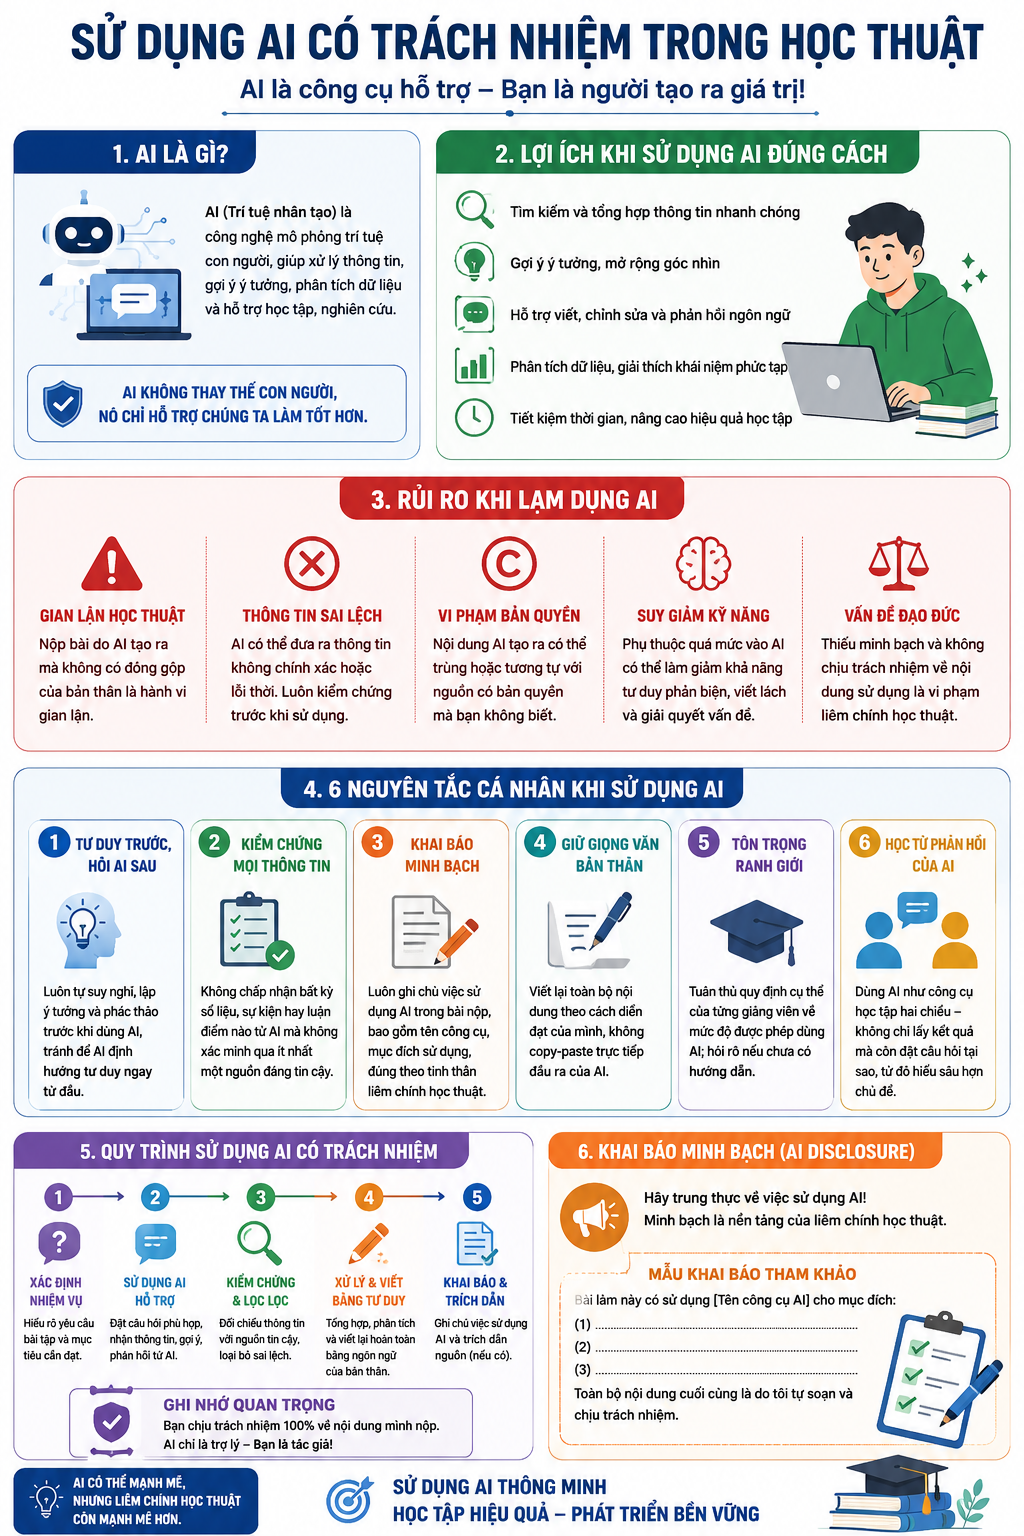 SỬ DỤNG AI CÓ TRÁCH NHIỆM TRONG HỌC THUẬT
AI là công cụ hỗ trợ – Bạn là người tạo ra giá trị!
1. AI LÀ GÌ?
AI (Trí tuệ nhân tạo) là
công nghệ mô phỏng trí tuệ
con người, giúp xử lý thông tin,
gợi ý ý tưởng, phân tích dữ liệu
và hỗ trợ học tập, nghiên cứu.
AI KHÔNG THAY THẾ CON NGƯỜI,
NÓ CHỈ HỖ TRỢ CHÚNG TA LÀM TỐT HƠN.
2. LỢI ÍCH KHI SỬ DỤNG AI ĐÚNG CÁCH
Tìm kiếm và tổng hợp thông tin nhanh chóng
Gợi ý ý tưởng, mở rộng góc nhìn
Hỗ trợ viết, chỉnh sửa và phản hồi ngôn ngữ
Phân tích dữ liệu, giải thích khái niệm phức tạp
Tiết kiệm thời gian, nâng cao hiệu quả học tập
3. RỦI RO KHI LẠM DỤNG AI
GIAN LẬN HỌC THUẬT
Nộp bài do AI tạo ra
mà không có đóng góp
của bản thân là hành vi
gian lận.
THÔNG TIN SAI LỆCH
AI có thể đưa ra thông tin
không chính xác hoặc
lỗi thời. Luôn kiểm chứng
trước khi sử dụng.
VI PHẠM BẢN QUYỀN
Nội dung AI tạo ra có thể
trùng hoặc tương tự với
nguồn có bản quyền
mà bạn không biết.
SUY GIẢM KỸ NĂNG
Phụ thuộc quá mức vào AI
có thể làm giảm khả năng
tư duy phản biện, viết lách
và giải quyết vấn đề.
VẤN ĐỀ ĐẠO ĐỨC
Thiếu minh bạch và không
chịu trách nhiệm về nội
dung sử dụng là vi phạm
liêm chính học thuật.
4. 6 NGUYÊN TẮC CÁ NHÂN KHI SỬ DỤNG AI
1 TƯ DUY TRƯỚC,
HỎI AI SAU
Luôn tự suy nghĩ, lập
ý tưởng và phác thảo
trước khi dùng AI,
tránh để AI định
hướng tư duy ngay
từ đầu.
2 KIỂM CHỨNG
MỌI THÔNG TIN
Không chấp nhận bất kỳ
số liệu, sự kiện hay luận
điểm nào từ AI mà không
xác minh qua ít nhất
một nguồn đáng tin cậy.
3 KHAI BÁO
MINH BẠCH
Luôn ghi chú việc sử
dụng AI trong bài nộp,
bao gồm tên công cụ,
mục đích sử dụng,
đúng theo tinh thần
liêm chính học thuật.
4 GIỮ GIỌNG VĂN
BẢN THÂN
Viết lại toàn bộ nội
dung theo cách diễn
đạt của mình, không
copy-paste trực tiếp
đầu ra của AI.
5 TÔN TRỌNG
RANH GIỚI
Tuân thủ quy định cụ thể
của từng giảng viên về
mức độ được phép dùng
AI; hỏi rõ nếu chưa có
hướng dẫn.
6 HỌC TỪ PHẢN HỒI
CỦA AI
Dùng AI như công cụ
học tập hai chiều –
không chỉ lấy kết quả
mà còn đặt câu hỏi tại
sao, từ đó hiểu sâu hơn
chủ đề.
5. QUY TRÌNH SỬ DỤNG AI CÓ TRÁCH NHIỆM
1
XÁC ĐỊNH
NHIỆM VỤ
Hiểu rõ yêu cầu
bài tập và mục
tiêu cần đạt.
2
SỬ DỤNG AI
HỖ TRỢ
Đặt câu hỏi phù hợp,
nhận thông tin, gợi ý,
phản hồi từ AI.
3
KIỂM CHỨNG
& LỌC LỌC
Đối chiếu thông tin
với nguồn tin cậy,
loại bỏ sai lệch.
4
XỬ LÝ & VIẾT
BẰNG TƯ DUY
Tổng hợp, phân tích
và viết lại hoàn toàn
bằng ngôn ngữ
của bản thân.
5
KHAI BÁO &
TRÍCH DẪN
Ghi chú việc sử dụng
AI và trích dẫn
nguồn (nếu có).
GHI NHỚ QUAN TRỌNG
Bạn chịu trách nhiệm 100% về nội dung mình nộp.
AI chỉ là trợ lý – Bạn là tác giả!
6. KHAI BÁO MINH BẠCH (AI DISCLOSURE)
Hãy trung thực về việc sử dụng AI!
Minh bạch là nền tảng của liêm chính học thuật.
MẪU KHAI BÁO THAM KHẢO
Bài làm này có sử dụng [Tên công cụ AI] cho mục đích:
(1) ..................................................
(2) ..................................................
(3) ..................................................
Toàn bộ nội dung cuối cùng là do tôi tự soạn và
chịu trách nhiệm.
AI CÓ THỂ MẠNH MẼ,
NHƯNG LIÊM CHÍNH HỌC THUẬT
CÒN MẠNH MẼ HƠN.
SỬ DỤNG AI THÔNG MINH
HỌC TẬP HIỆU QUẢ – PHÁT TRIỂN BỀN VỮNG